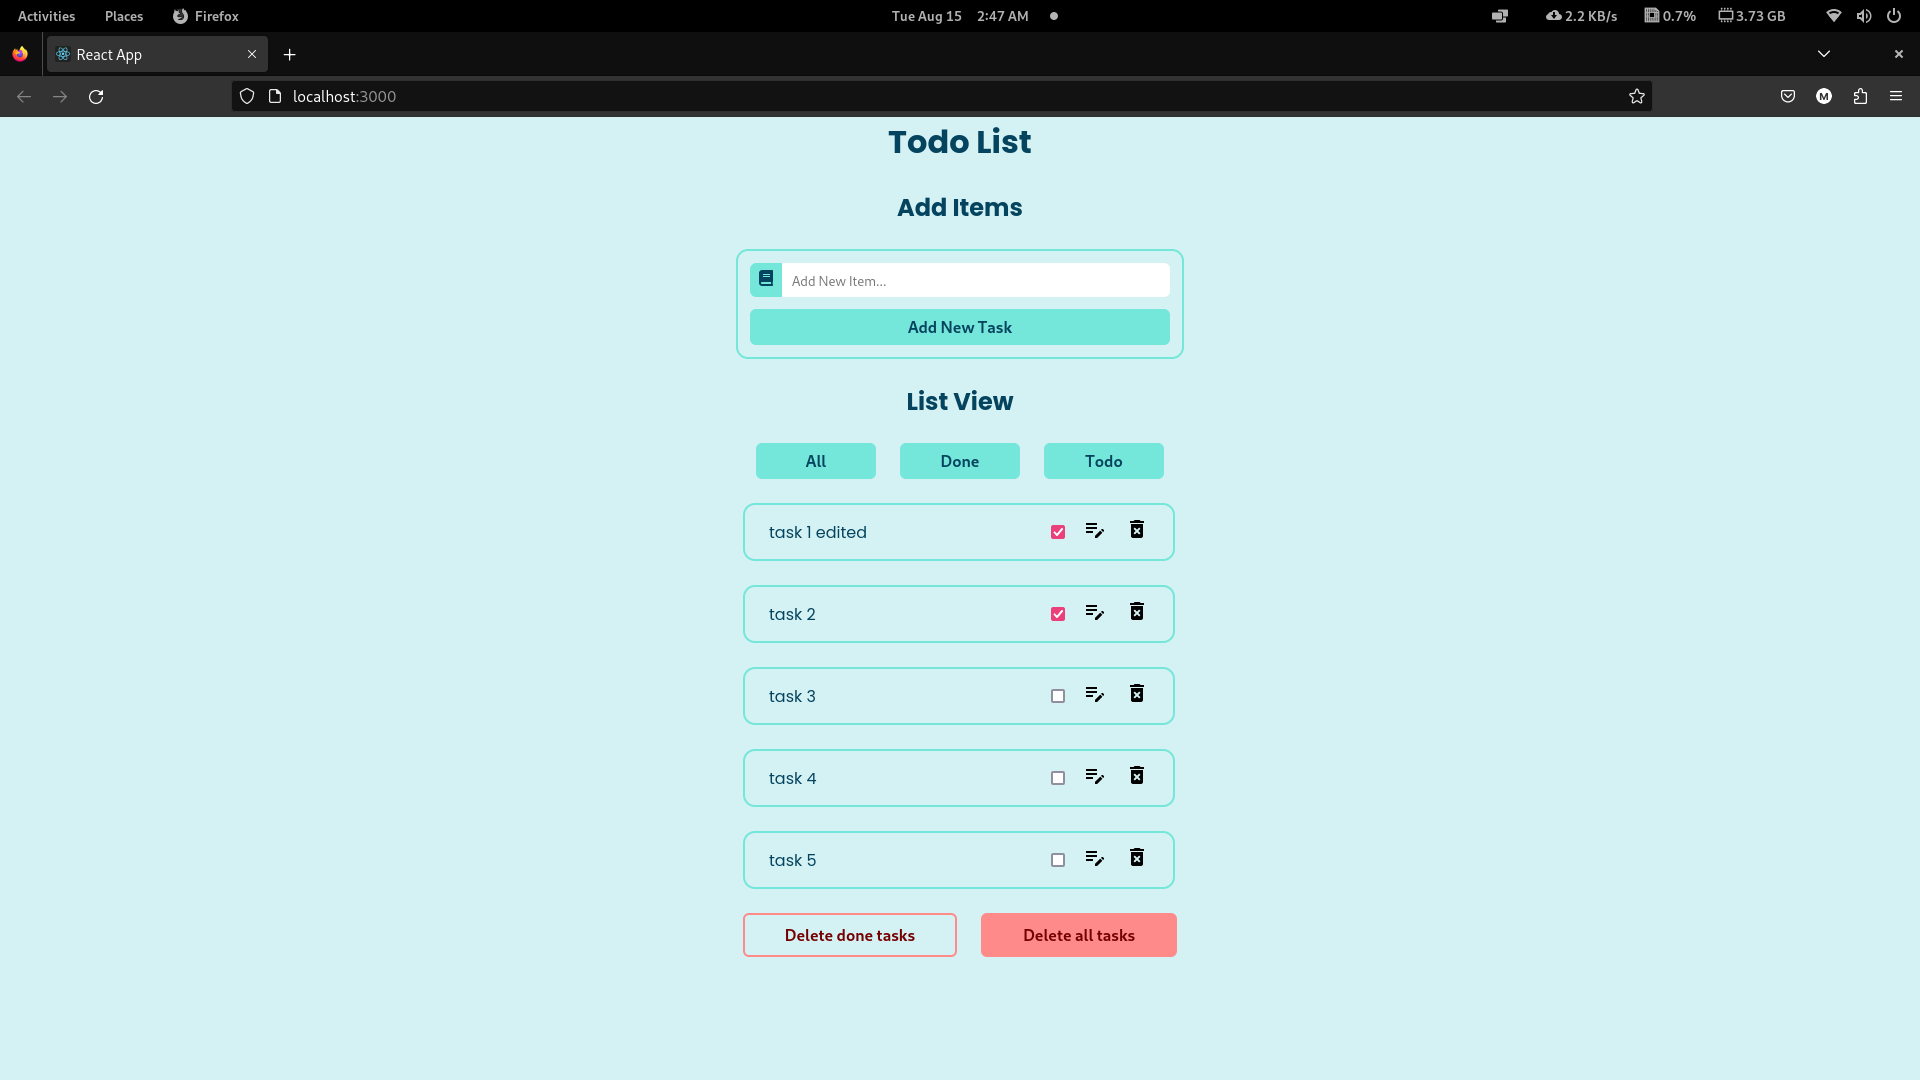 Activities Places Firefox Tue Aug 15 2:47 AM 2.2 KB/s 0.7% 3.73 GB
React App
localhost:3000 M
Todo List
Add Items
Add New Item...
Add New Task
List View
All Done Todo
task 1 edited
task 2
task 3
task 4
task 5
Delete done tasks Delete all tasks